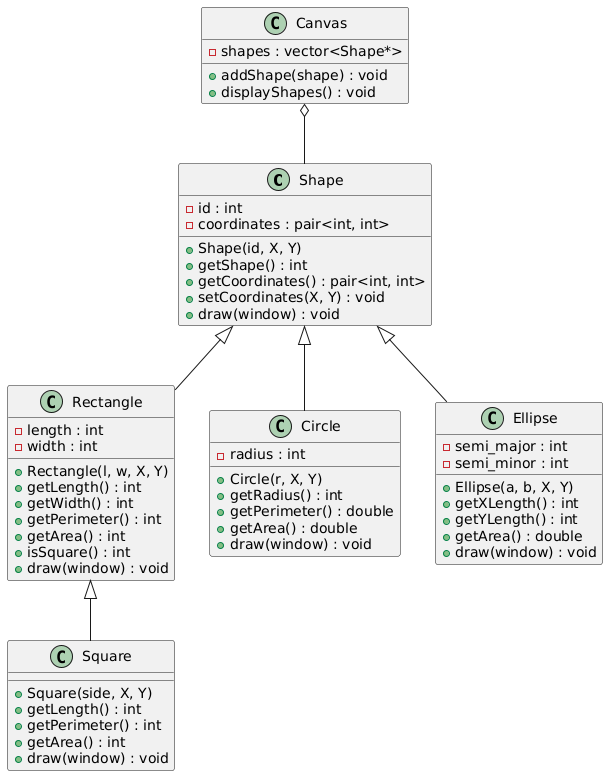 C Canvas
shapes : vector<Shape*>
addShape(shape) : void
displayShapes() : void
C Shape
id : int
coordinates : pair<int, int>
Shape(id, X, Y)
getShape() : int
getCoordinates() : pair<int, int>
setCoordinates(X, Y) : void
draw(window) : void
C Rectangle
length : int
width : int
Rectangle(l, w, X, Y)
getLength() : int
getWidth() : int
getPerimeter() : int
getArea() : int
isSquare() : int
draw(window) : void
C Circle
radius : int
Circle(r, X, Y)
getRadius() : int
getPerimeter() : double
getArea() : double
draw(window) : void
C Ellipse
semi_major : int
semi_minor : int
Ellipse(a, b, X, Y)
getXLength() : int
getYLength() : int
getArea() : double
draw(window) : void
C Square
Square(side, X, Y)
getLength() : int
getPerimeter() : int
getArea() : int
draw(window) : void